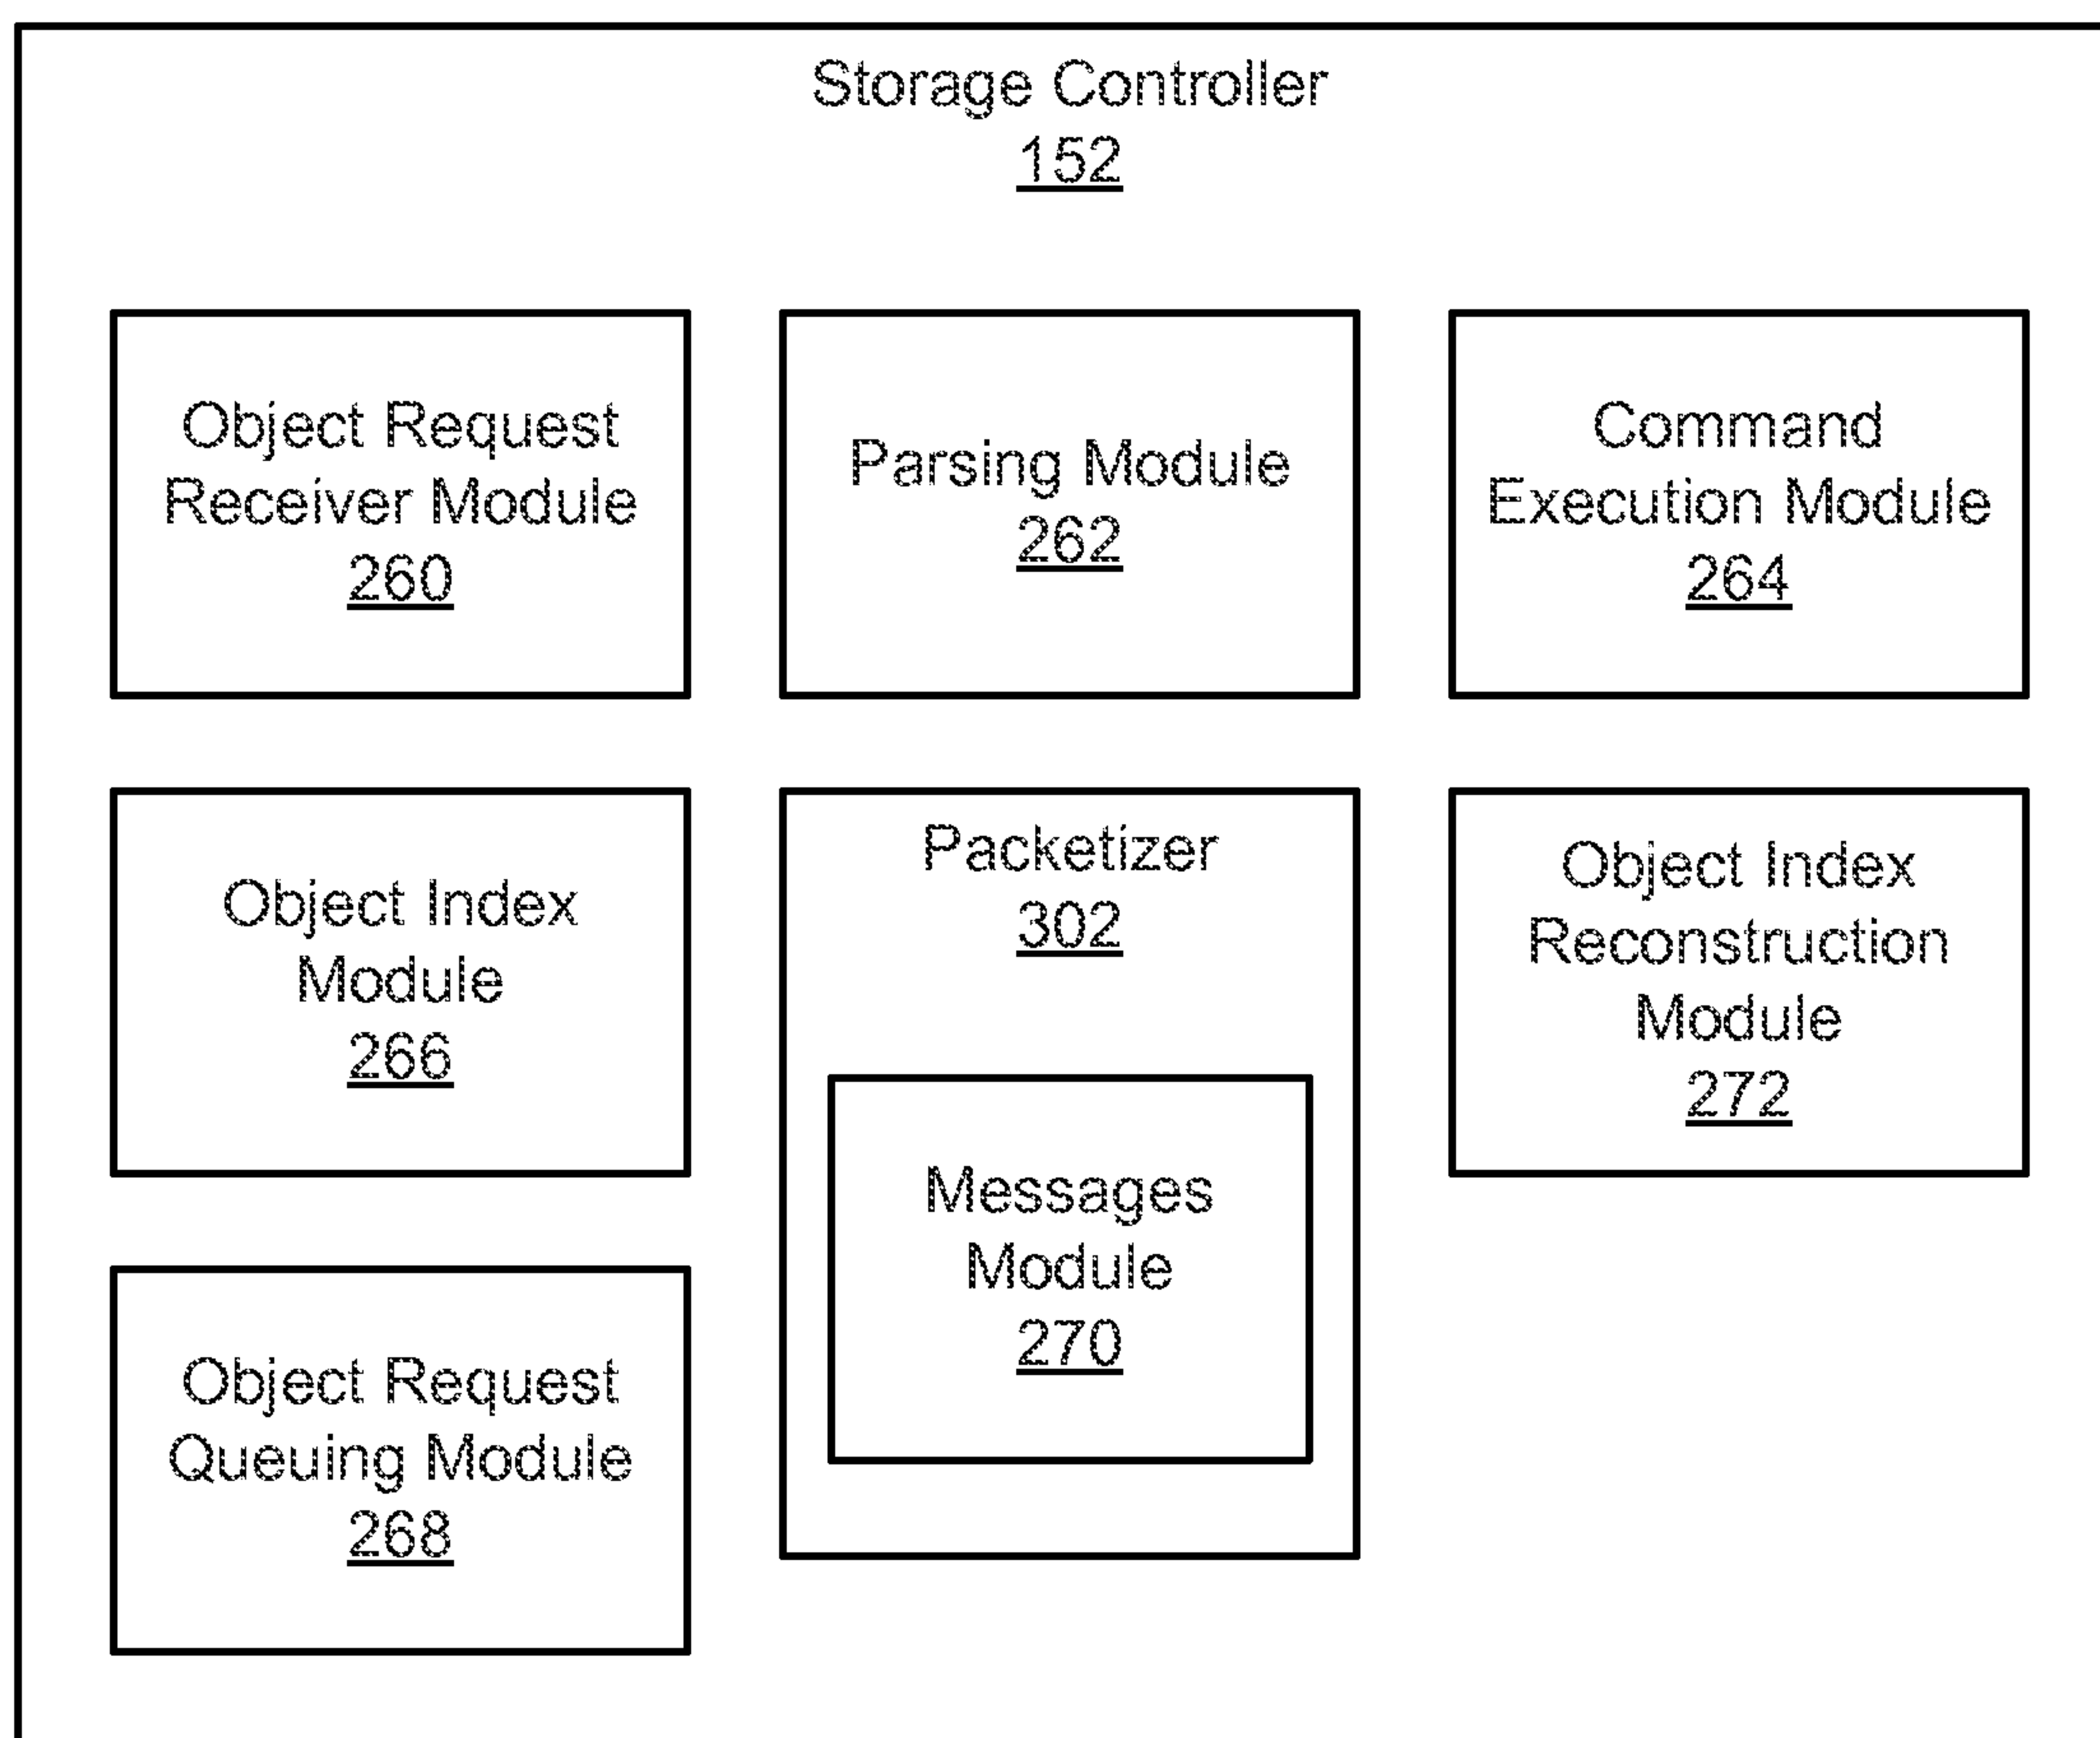 Storage Controller
152
Object Request
Receiver Module
260
Parsing Module
262
Command
Execution Module
264
Object Index
Module
266
Packetizer
302
Messages
Module
270
Object Index
Reconstruction
Module
272
Object Request
Queuing Module
268